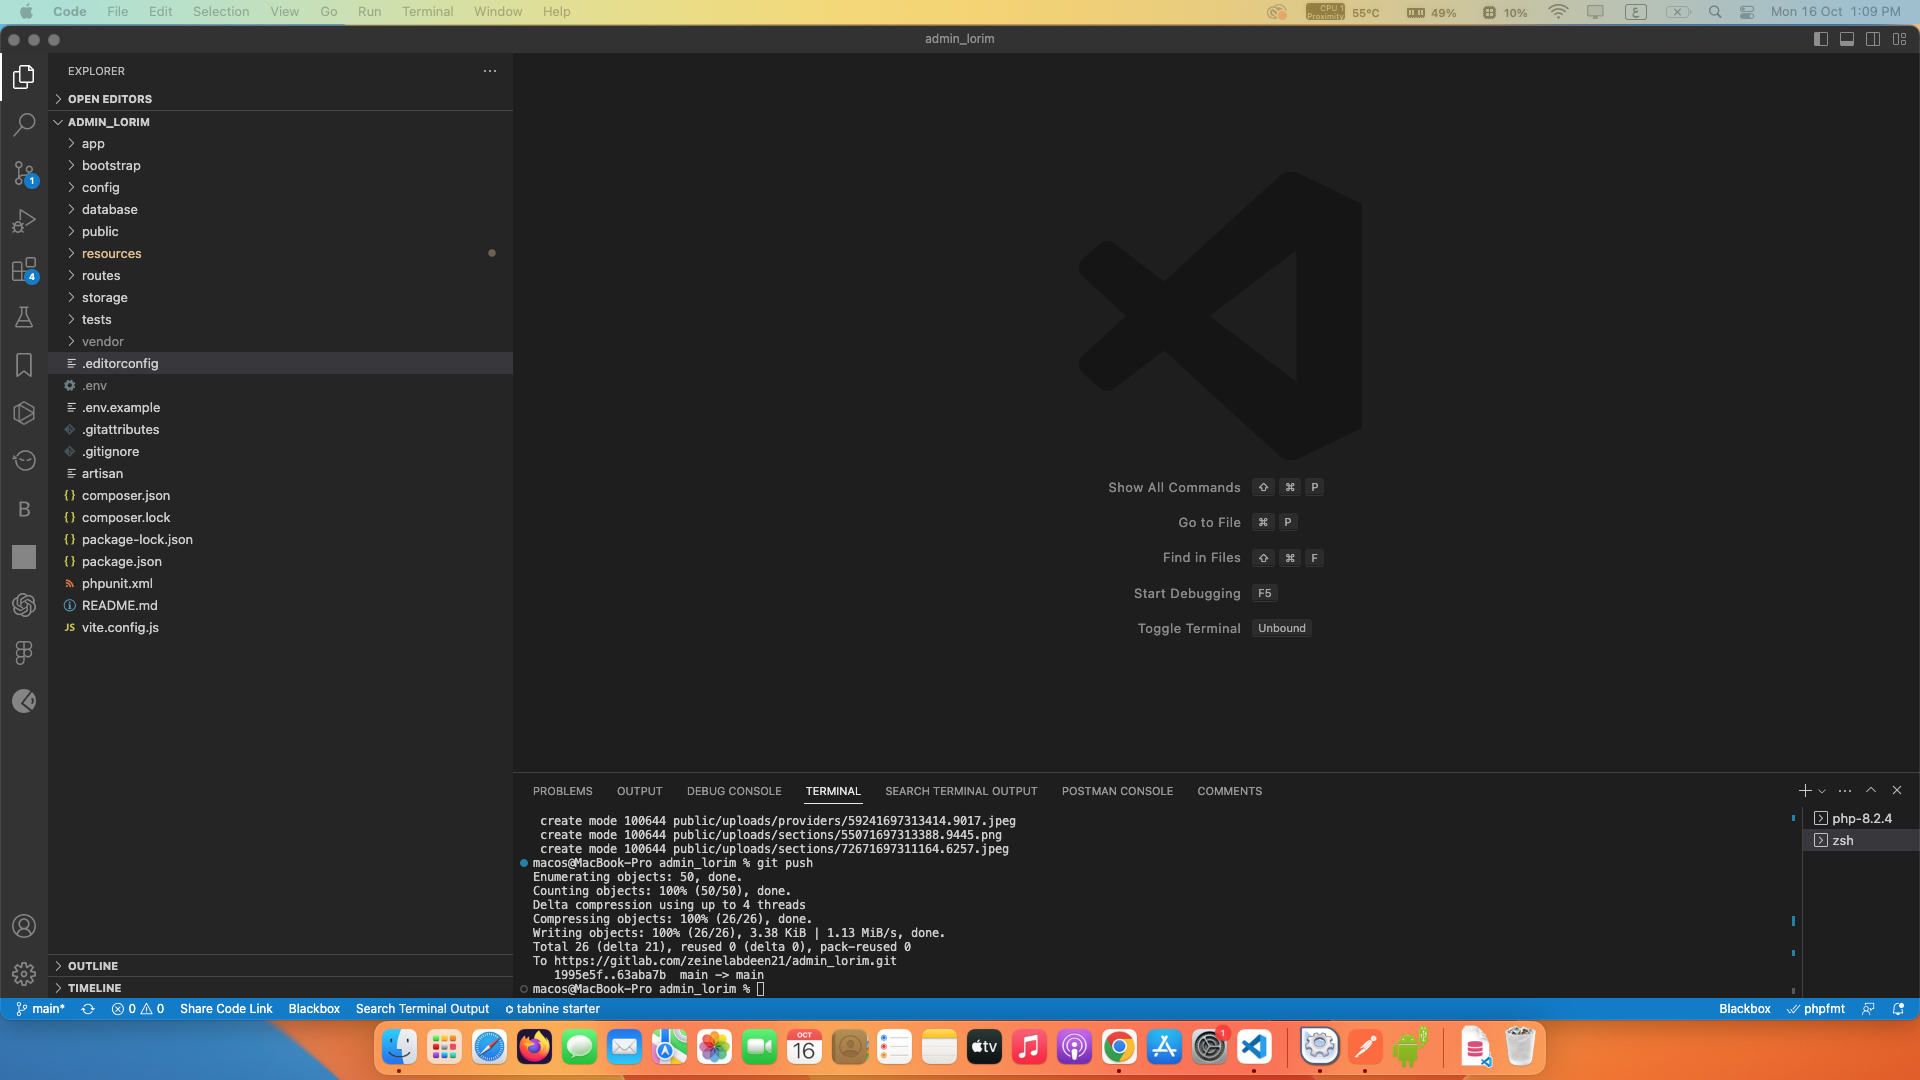 Code File Edit Selection View Go Run Terminal Window Help
CPU 1 Proximity 55°C 49% 10% ع Mon 16 Oct 1:09 PM
admin_lorim
EXPLORER
OPEN EDITORS
ADMIN_LORIM
app
bootstrap
config
database
public
resources
routes
storage
tests
vendor
.editorconfig
.env
.env.example
.gitattributes
.gitignore
artisan
{} composer.json
{} composer.lock
{} package-lock.json
{} package.json
phpunit.xml
README.md
JS vite.config.js
OUTLINE
TIMELINE
1
4
B
Show All Commands ⇧ ⌘ P
Go to File ⌘ P
Find in Files ⇧ ⌘ F
Start Debugging F5
Toggle Terminal Unbound
PROBLEMS OUTPUT DEBUG CONSOLE TERMINAL SEARCH TERMINAL OUTPUT POSTMAN CONSOLE COMMENTS
create mode 100644 public/uploads/providers/59241697313414.9017.jpeg
create mode 100644 public/uploads/sections/55071697313388.9445.png
create mode 100644 public/uploads/sections/72671697311164.6257.jpeg
macos@MacBook-Pro admin_lorim % git push
Enumerating objects: 50, done.
Counting objects: 100% (50/50), done.
Delta compression using up to 4 threads
Compressing objects: 100% (26/26), done.
Writing objects: 100% (26/26), 3.38 KiB | 1.13 MiB/s, done.
Total 26 (delta 21), reused 0 (delta 0), pack-reused 0
To https://gitlab.com/zeinelabdeen21/admin_lorim.git
1995e5f..63aba7b main -> main
macos@MacBook-Pro admin_lorim %
php-8.2.4
zsh
main* 0 0 Share Code Link Blackbox Search Terminal Output tabnine starter
Blackbox phpfmt
OCT
16
tv
1